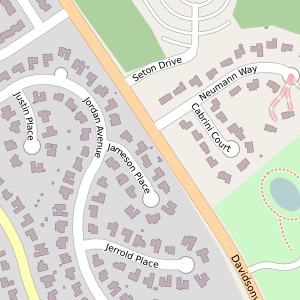 Seton Drive
Neumann Way
Justin Place
Jordan Avenue
Cabrini Court
Jameson Place
Jerrold Place
Davidson